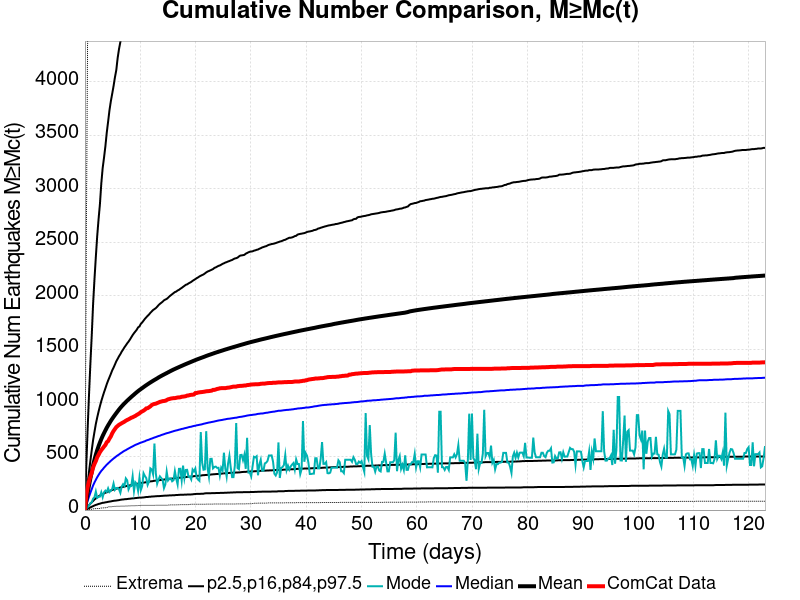 Cumulative Number Comparison, M≥Mc(t)
Cumulative Num Earthquakes M≥Mc(t)
4000
3500
3000
2500
2000
1500
1000
500
0
0 10 20 30 40 50 60 70 80 90 100 110 120
Time (days)
Extrema p2.5,p16,p84,p97.5 Mode Median Mean ComCat Data